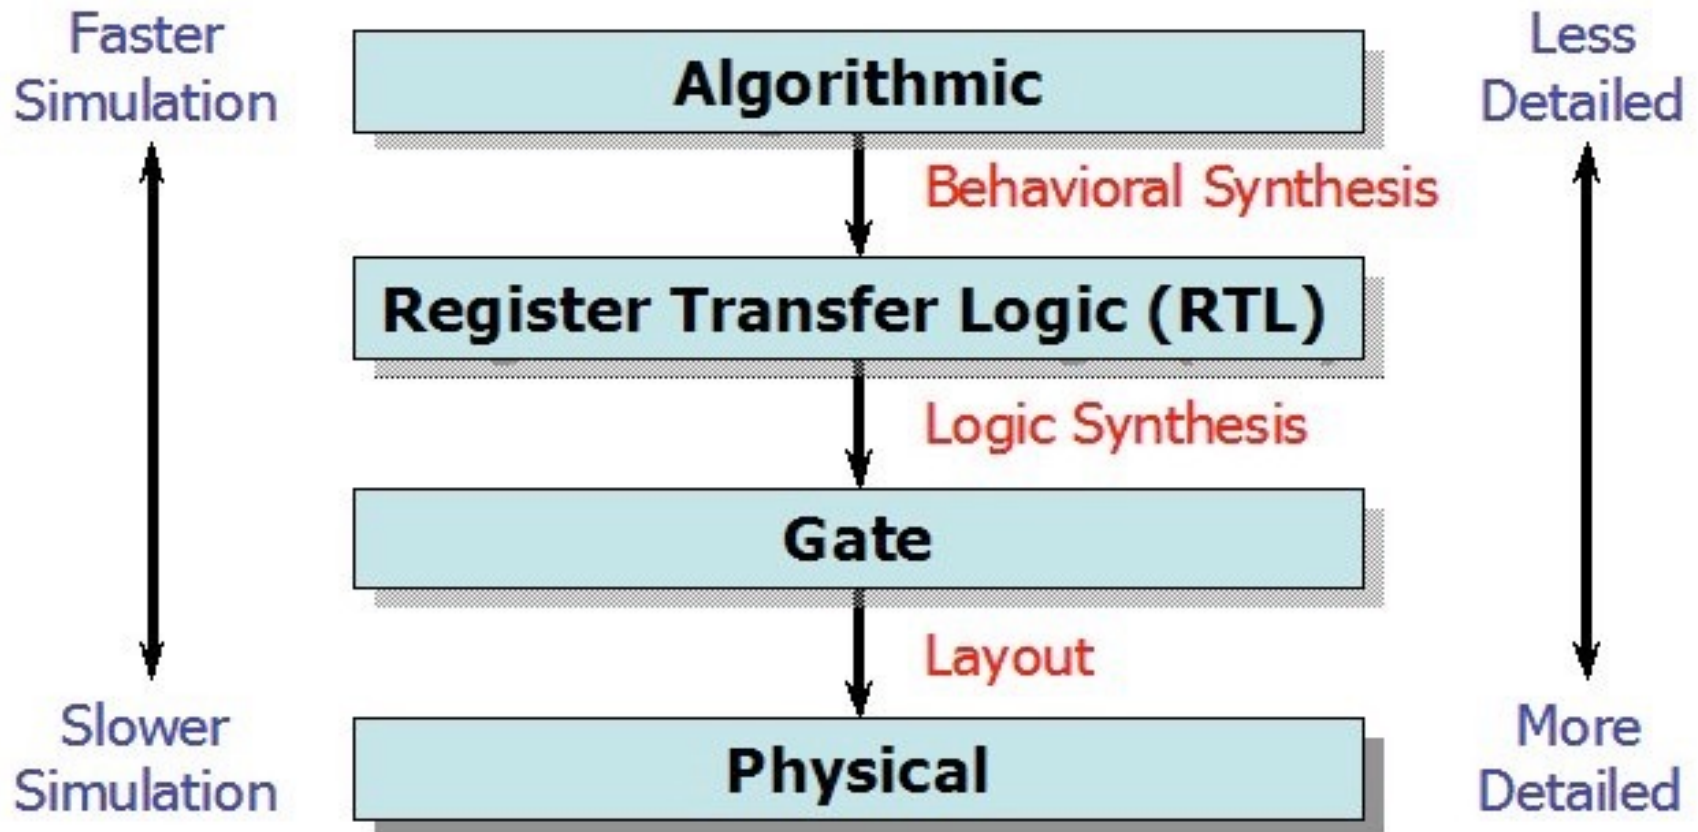 Faster
Simulation
Less
Detailed
Algorithmic
Behavioral Synthesis
Register Transfer Logic (RTL)
Logic Synthesis
Gate
Layout
Slower
Simulation
Physical
More
Detailed